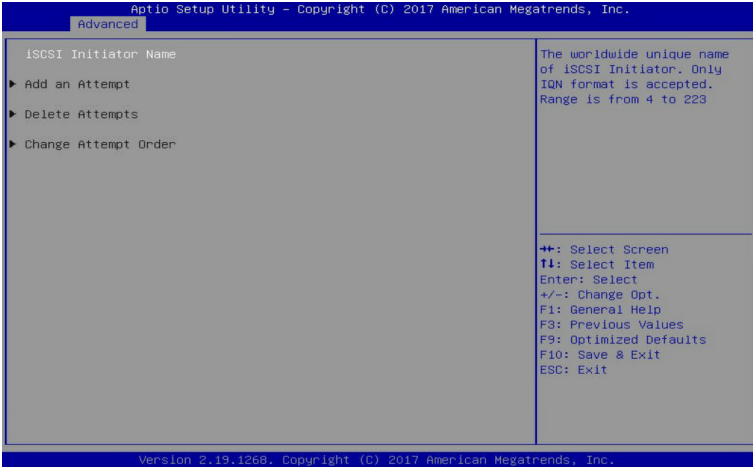 Aptio Setup Utility – Copyright (C) 2017 American Megatrends, Inc.
Advanced
iSCSI Initiator Name
▶ Add an Attempt
▶ Delete Attempts
▶ Change Attempt Order
The worldwide unique name
of iSCSI Initiator. Only
IQN format is accepted.
Range is from 4 to 223
→←: Select Screen
↑↓: Select Item
Enter: Select
+/-: Change Opt.
F1: General Help
F3: Previous Values
F9: Optimized Defaults
F10: Save & Exit
ESC: Exit
Version 2.19.1268. Copyright (C) 2017 American Megatrends, Inc.